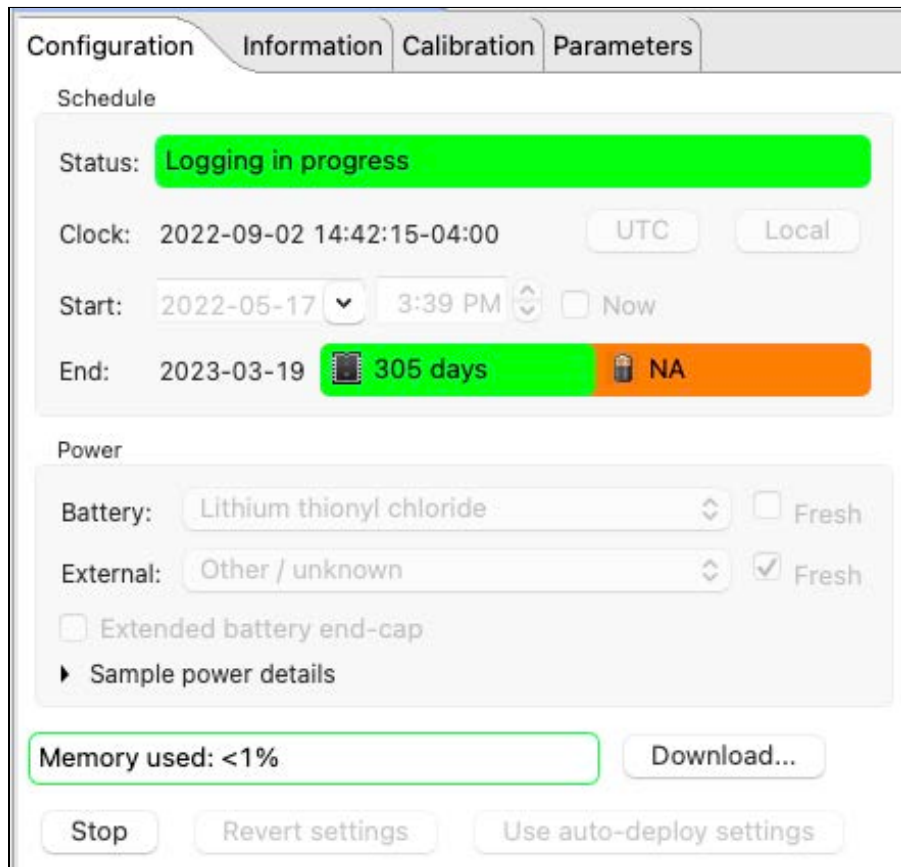 Configuration Information Calibration Parameters
Schedule
Status: Logging in progress
Clock: 2022-09-02 14:42:15-04:00 UTC Local
Start: 2022-05-17 3:39 PM Now
End: 2023-03-19 305 days NA
Power
Battery: Lithium thionyl chloride Fresh
External: Other / unknown Fresh
Extended battery end-cap
Sample power details
Memory used: <1% Download...
Stop Revert settings Use auto-deploy settings